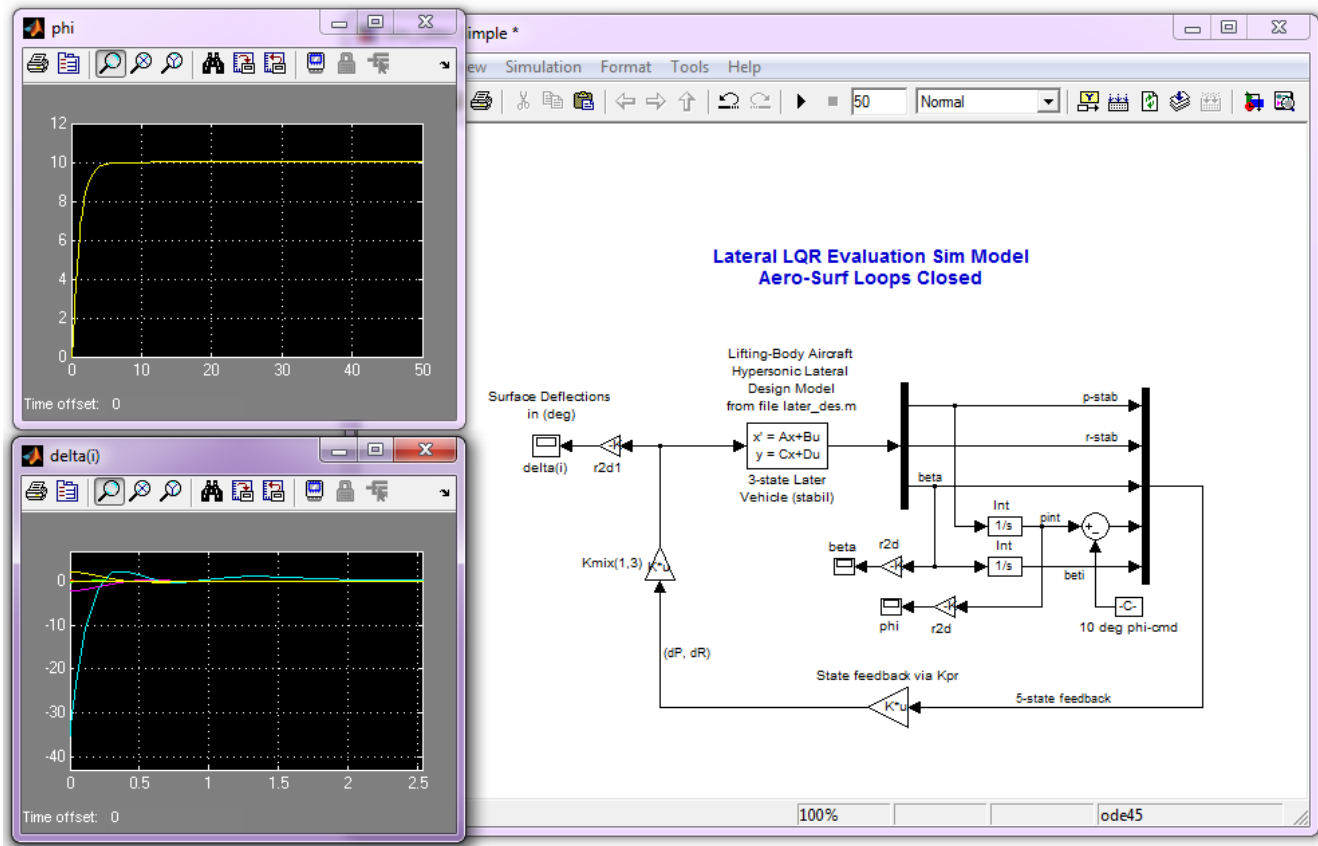 phi
12
10
8
6
4
2
0
0
10
20
30
40
50
Time offset: 0
delta(i)
0
-10
-20
-30
-40
0
0.5
1
1.5
2
2.5
Time offset: 0
imple *
ew Simulation Format Tools Help
50
Normal
Lateral LQR Evaluation Sim Model
Aero-Surf Loops Closed
Surface Deflections
in (deg)
delta(i)
-K
r2d1
Lifting-Body Aircraft
Hypersonic Lateral
Design Model
from file later_des.m
x' = Ax+Bu
y = Cx+Du
3-state Later
Vehicle (stabil)
p-stab
r-stab
beta
Int
1/s
pint
Int
1/s
beti
beta
r2d
-K
phi
r2d
-K
-C-
10 deg phi-cmd
Kmix(1,3)
K*u
(dP, dR)
State feedback via Kpr
K*u
5-state feedback
100%
ode45